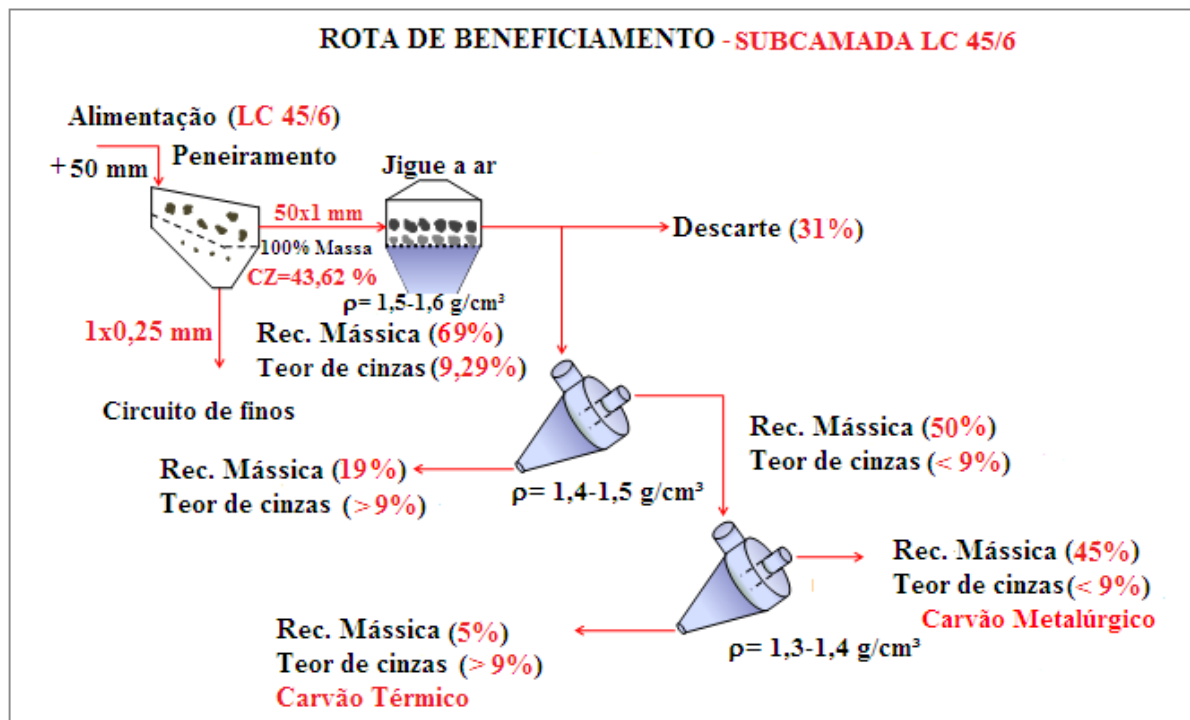 ROTA DE BENEFICIAMENTO - SUBCAMADA LC 45/6
Alimentação (LC 45/6)
+50 mm
Peneiramento
Jigue a ar
50x1 mm
100% Massa
CZ=43,62 %
Descarte (31%)
ρ= 1,5-1,6 g/cm³
1x0,25 mm
Rec. Mássica (69%)
Teor de cinzas (9,29%)
Circuito de finos
Rec. Mássica (50%)
Teor de cinzas (< 9%)
Rec. Mássica (19%)
Teor de cinzas (>9%)
ρ= 1,4-1,5 g/cm³
Rec. Mássica (45%)
Teor de cinzas (< 9%)
Carvão Metalúrgico
Rec. Mássica (5%)
Teor de cinzas (>9%)
Carvão Térmico
ρ= 1,3-1,4 g/cm³